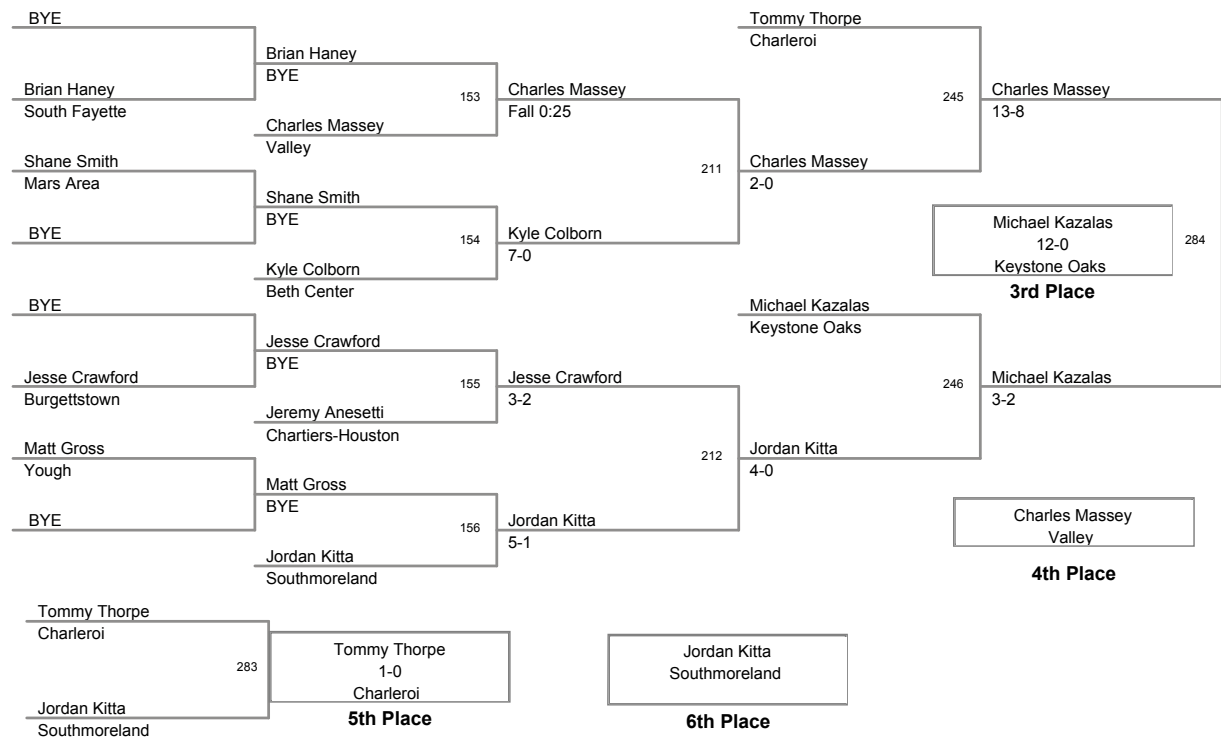 BYE
Brian Haney
South Fayette
Shane Smith
Mars Area
BYE
BYE
Jesse Crawford
Burgettstown
Matt Gross
Yough
BYE
Brian Haney
BYE
153
Charles Massey
Valley
Shane Smith
BYE
154
Kyle Colborn
Beth Center
Jesse Crawford
BYE
155
Jeremy Anesetti
Chartiers-Houston
Matt Gross
BYE
156
Jordan Kitta
Southmoreland
Charles Massey
Fall 0:25
211
Kyle Colborn
7-0
Jesse Crawford
3-2
212
Jordan Kitta
5-1
Tommy Thorpe
Charleroi
245
Charles Massey
2-0
Michael Kazalas
Keystone Oaks
246
Jordan Kitta
4-0
Charles Massey
13-8
284
Michael Kazalas
3-2
Michael Kazalas
12-0
Keystone Oaks
3rd Place
Charles Massey
Valley
4th Place
Tommy Thorpe
Charleroi
283
Jordan Kitta
Southmoreland
Tommy Thorpe
1-0
Charleroi
5th Place
Jordan Kitta
Southmoreland
6th Place